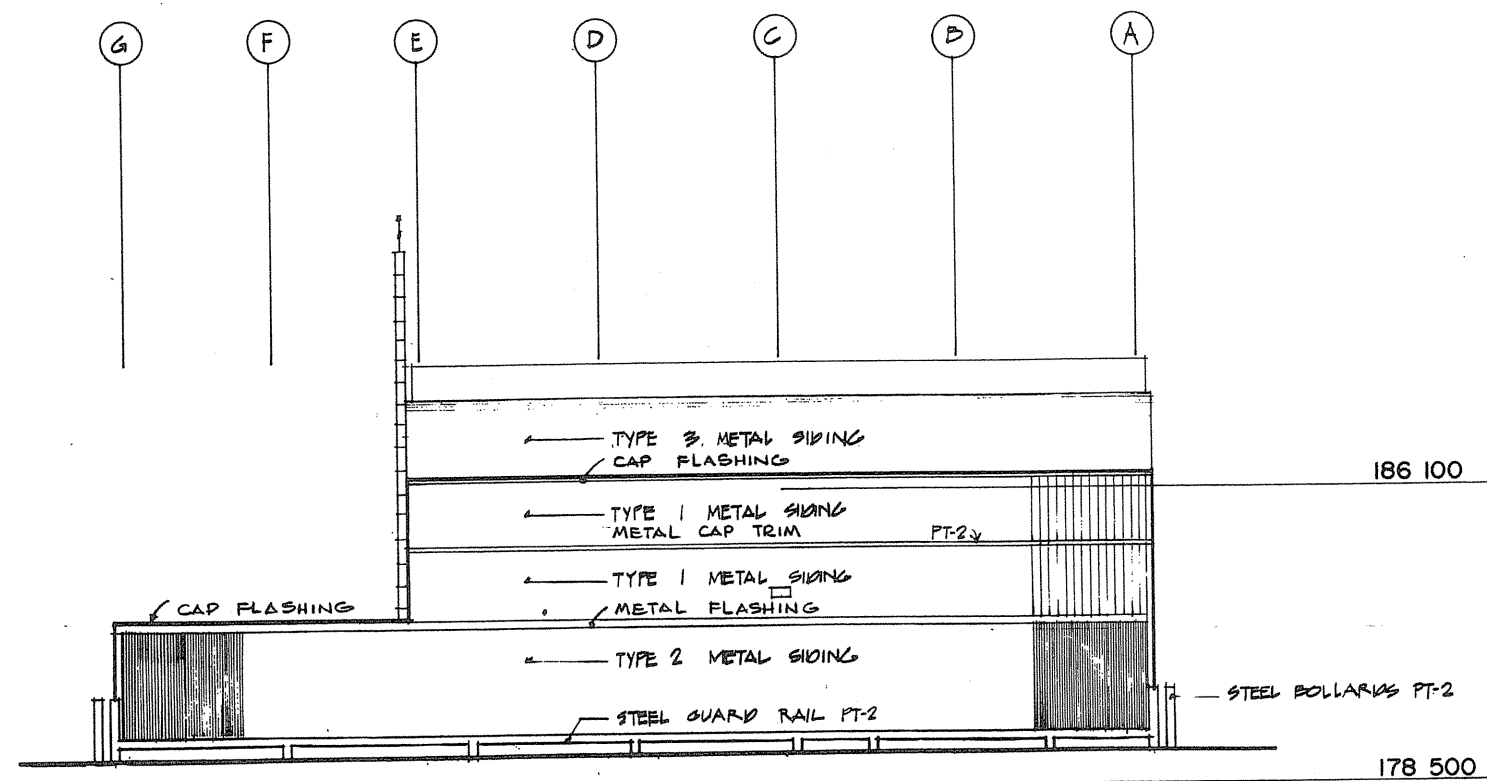 G F E D C B A
TYPE 3. METAL SIDING
CAP FLASHING
186 100
TYPE 1 METAL SIDING
METAL CAP TRIM
PT-2
TYPE 1 METAL SIDING
CAP FLASHING
METAL FLASHING
TYPE 2 METAL SIDING
STEEL BOLLARDS PT-2
STEEL GUARD RAIL PT-2
178 500